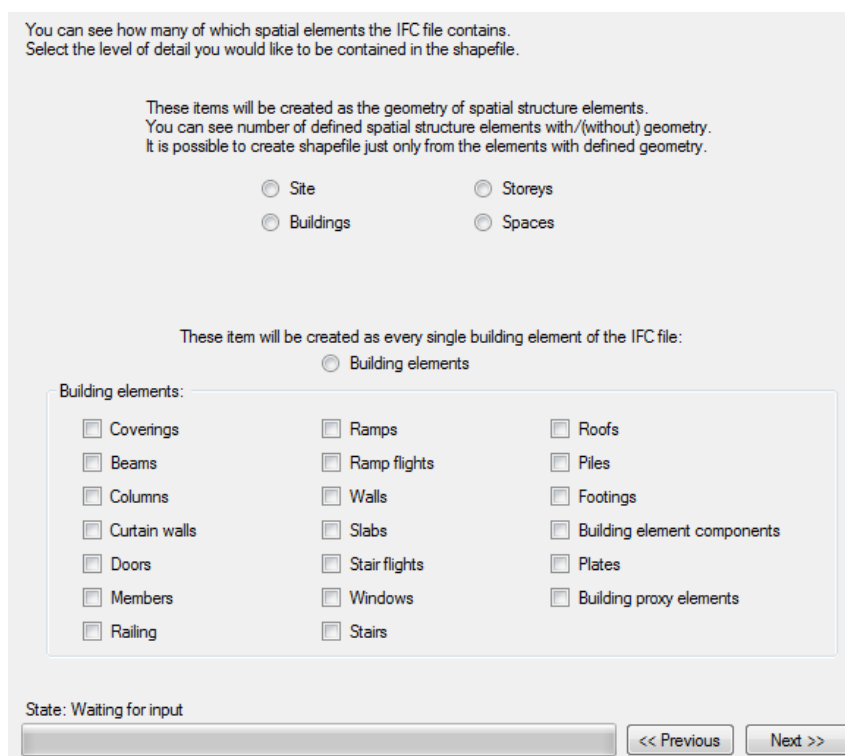 You can see how many of which spatial elements the IFC file contains.
Select the level of detail you would like to be contained in the shapefile.
These items will be created as the geometry of spatial structure elements.
You can see number of defined spatial structure elements with/(without) geometry.
It is possible to create shapefile just only from the elements with defined geometry.
Site Storeys
Buildings Spaces
These item will be created as every single building element of the IFC file:
Building elements
Building elements:
Coverings Ramps Roofs
Beams Ramp flights Piles
Columns Walls Footings
Curtain walls Slabs Building element components
Doors Stair flights Plates
Members Windows Building proxy elements
Railing Stairs
State: Waiting for input
<< Previous Next >>